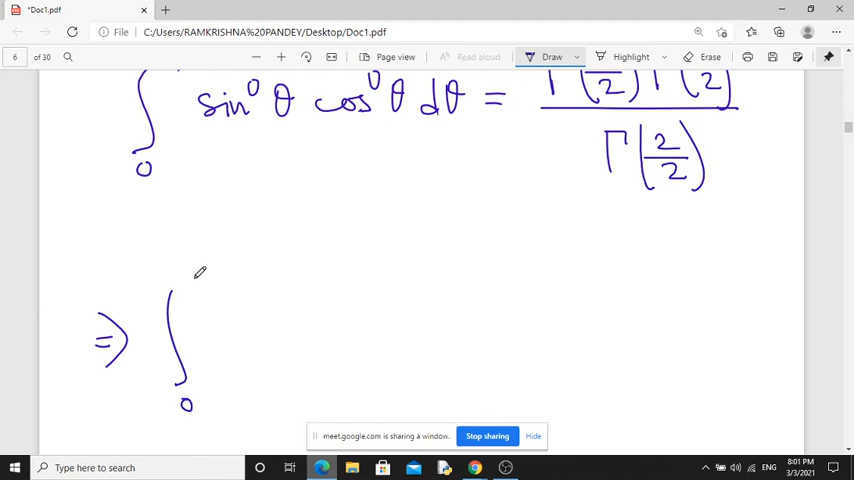 *Doc1.pdf
C:/Users/RAMKRISHNA%20PANDEY/Desktop/Doc1.pdf
6 of 30 Page view Read aloud Draw Highlight Erase
∫ 0 sin⁰ θ cos⁰ θ dθ = Γ( /2) Γ( /2) / Γ(2/2)
⇒ ∫ 0
meet.google.com is sharing a window. Stop sharing Hide
Type here to search
ENG
8:01 PM
3/3/2021